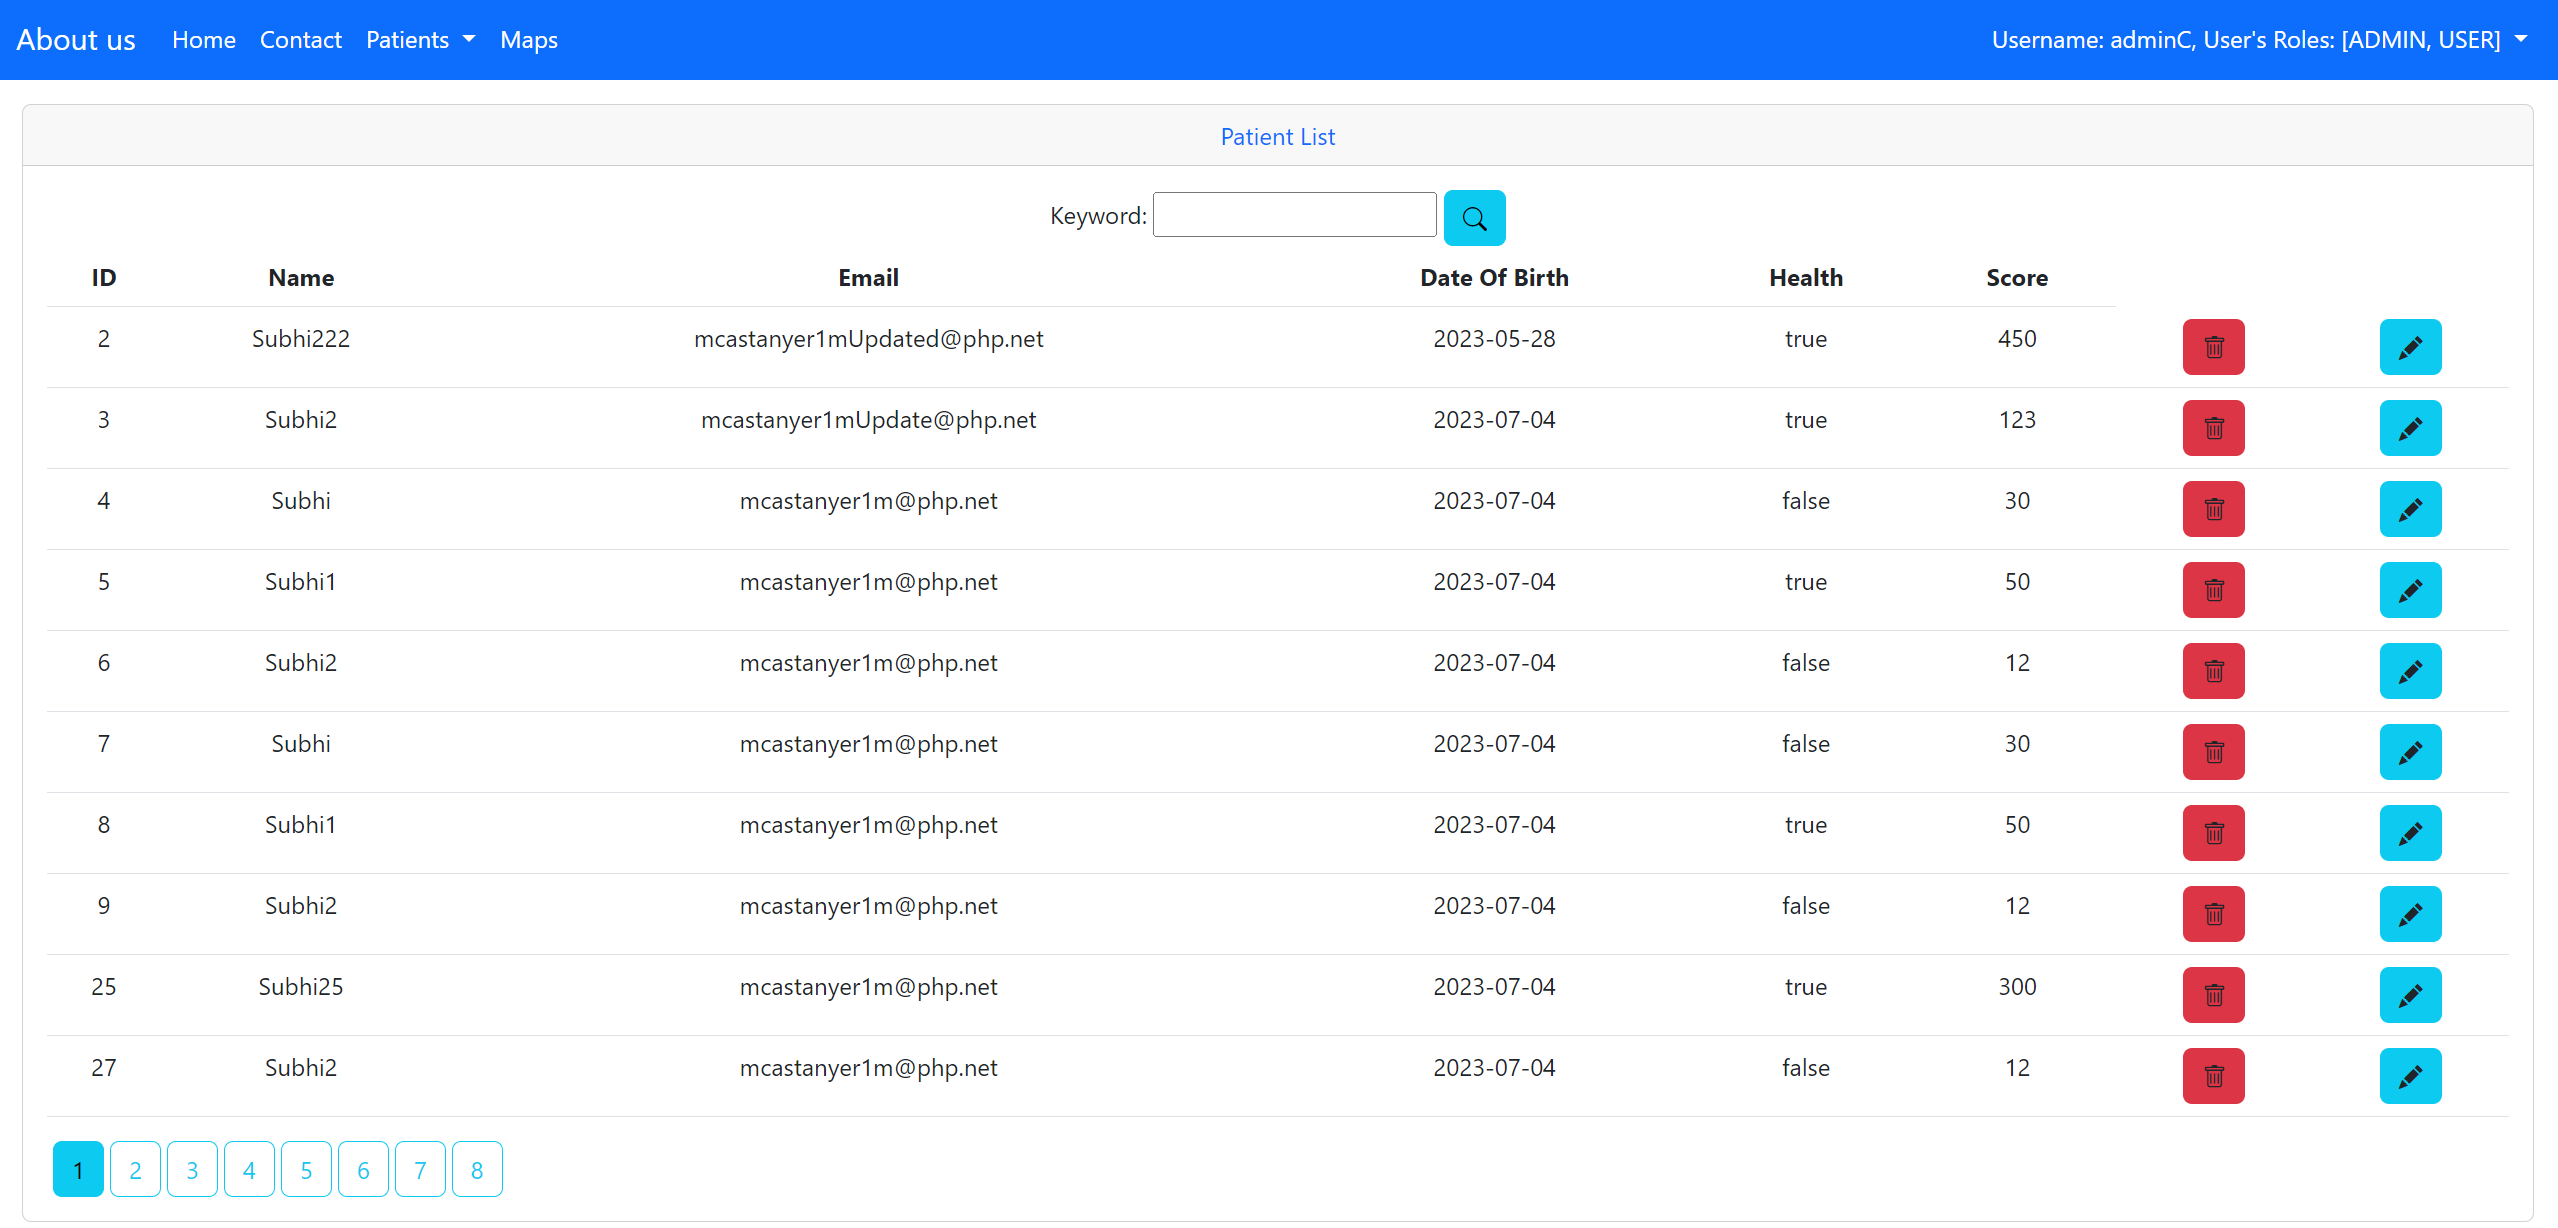 About us Home Contact Patients Maps Username: adminC, User's Roles: [ADMIN, USER]
Patient List
Keyword:
ID Name Email Date Of Birth Health Score
2 Subhi222 mcastanyer1mUpdated@php.net 2023-05-28 true 450
3 Subhi2 mcastanyer1mUpdate@php.net 2023-07-04 true 123
4 Subhi mcastanyer1m@php.net 2023-07-04 false 30
5 Subhi1 mcastanyer1m@php.net 2023-07-04 true 50
6 Subhi2 mcastanyer1m@php.net 2023-07-04 false 12
7 Subhi mcastanyer1m@php.net 2023-07-04 false 30
8 Subhi1 mcastanyer1m@php.net 2023-07-04 true 50
9 Subhi2 mcastanyer1m@php.net 2023-07-04 false 12
25 Subhi25 mcastanyer1m@php.net 2023-07-04 true 300
27 Subhi2 mcastanyer1m@php.net 2023-07-04 false 12
1 2 3 4 5 6 7 8